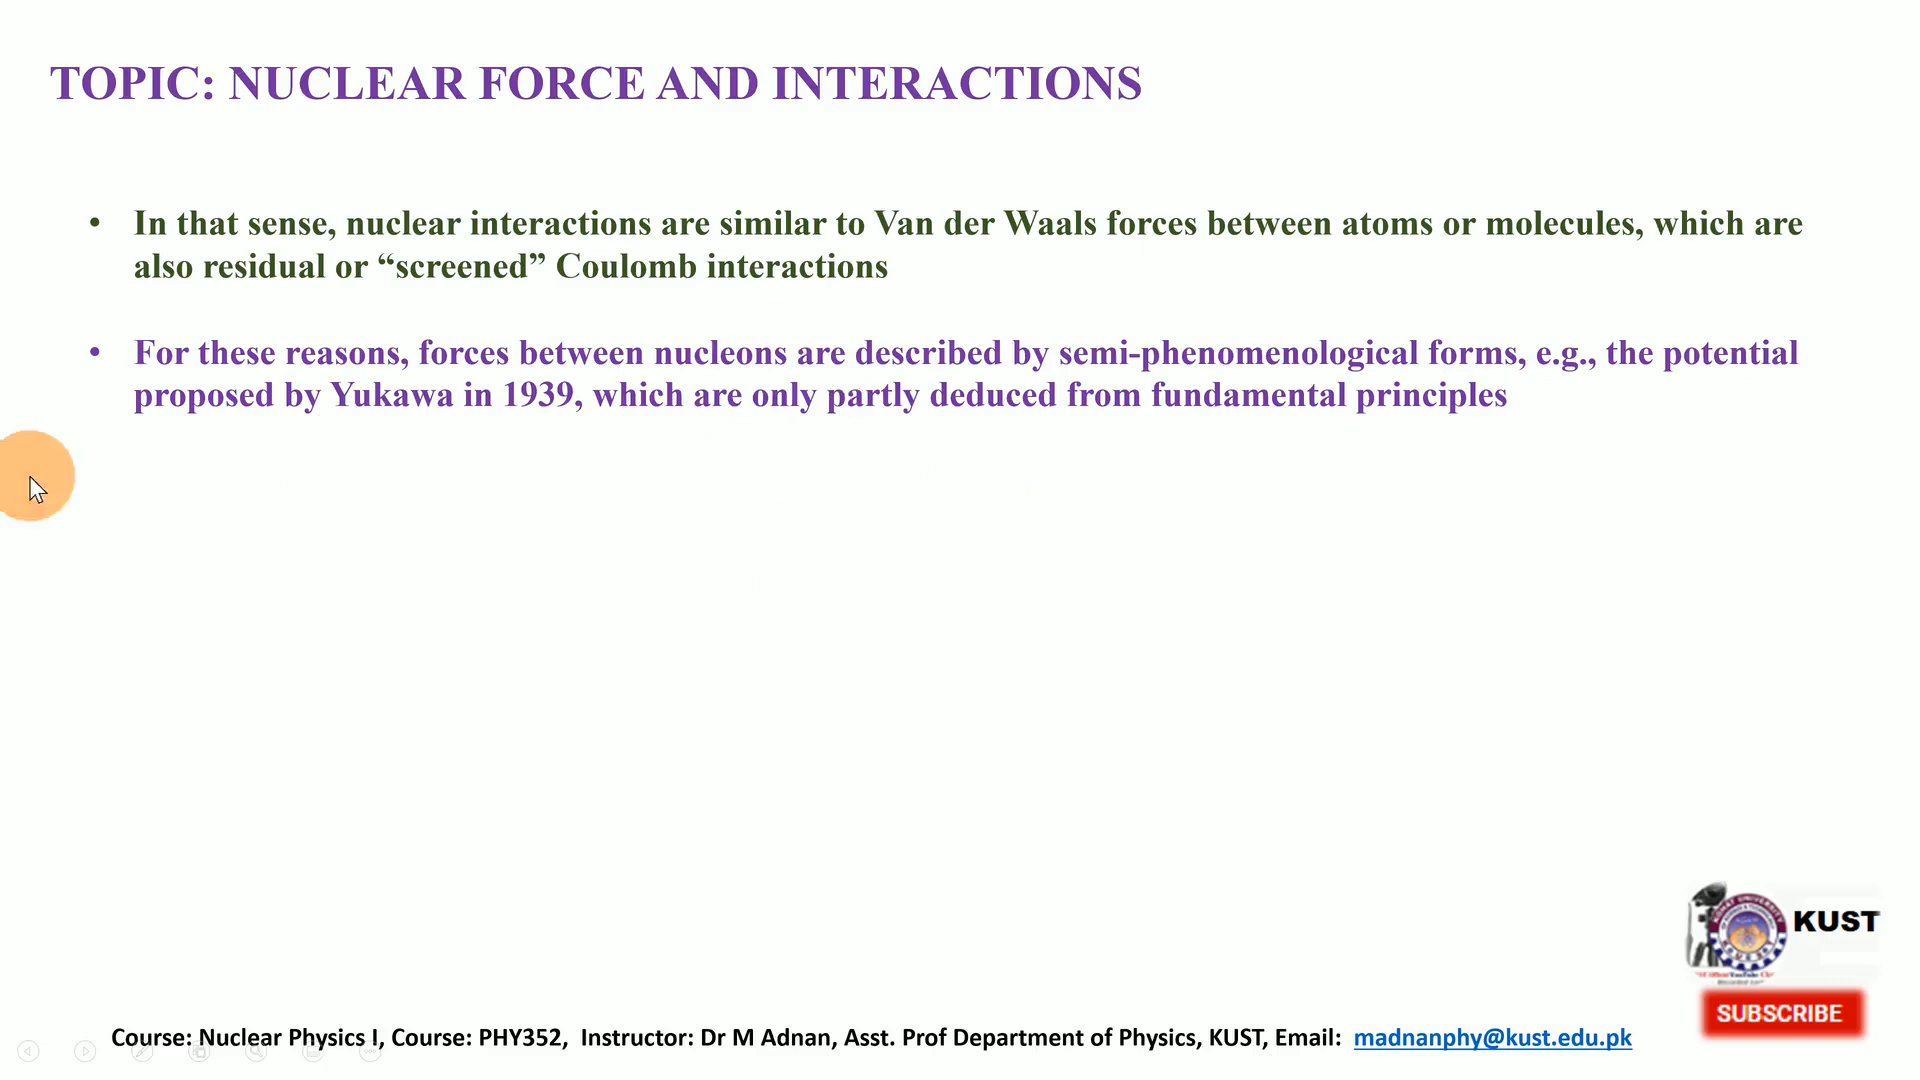 TOPIC: NUCLEAR FORCE AND INTERACTIONS
• In that sense, nuclear interactions are similar to Van der Waals forces between atoms or molecules, which are
also residual or “screened” Coulomb interactions
• For these reasons, forces between nucleons are described by semi-phenomenological forms, e.g., the potential
proposed by Yukawa in 1939, which are only partly deduced from fundamental principles
KUST
SUBSCRIBE
Course: Nuclear Physics I, Course: PHY352, Instructor: Dr M Adnan, Asst. Prof Department of Physics, KUST, Email: madnanphy@kust.edu.pk